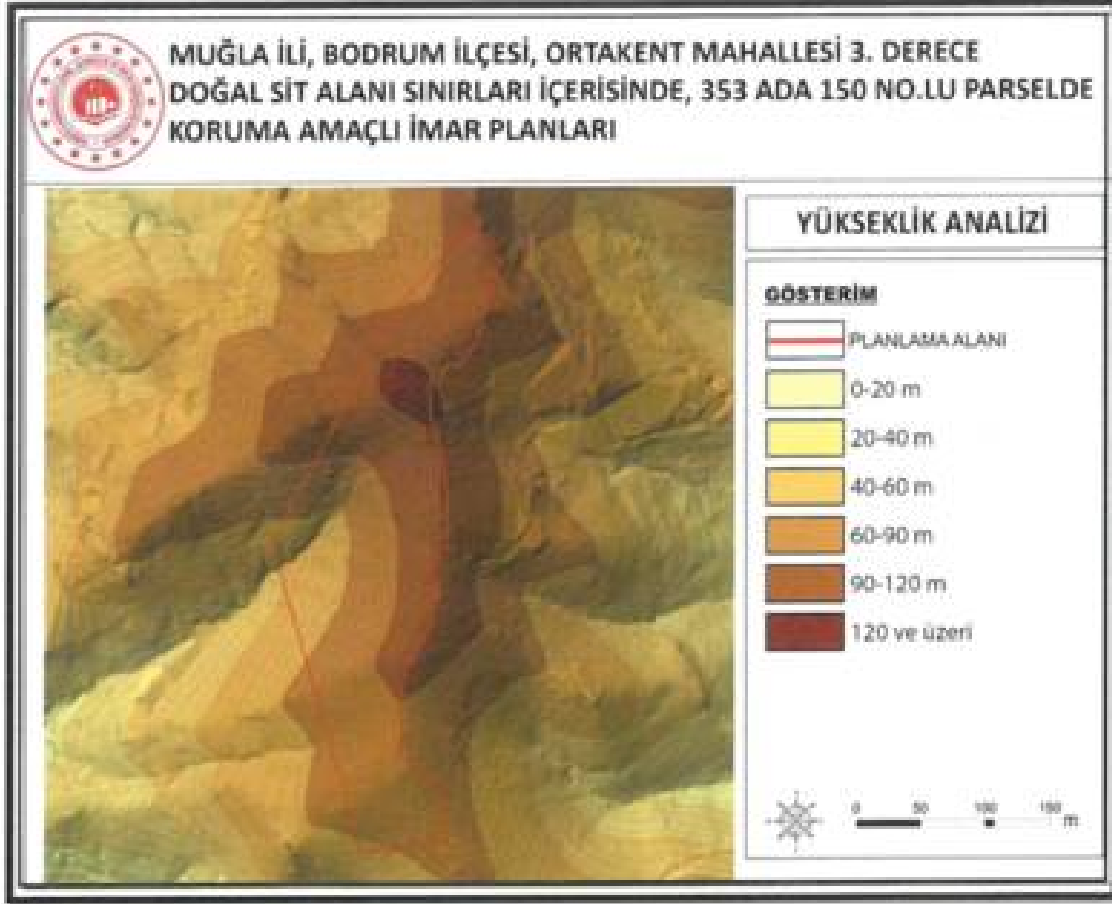 MUĞLA İLİ, BODRUM İLÇESİ, ORTAKENT MAHALLESİ 3. DERECE
DOĞAL SİT ALANI SINIRLARI İÇERİSİNDE, 353 ADA 150 NO.LU PARSELDE
KORUMA AMAÇLI İMAR PLANLARI
YÜKSEKLİK ANALİZİ
GÖSTERİM
PLANLAMA ALANI
0-20 m
20-40 m
40-60 m
60-90 m
90-120 m
120 ve üzeri
0 50 100 150 m